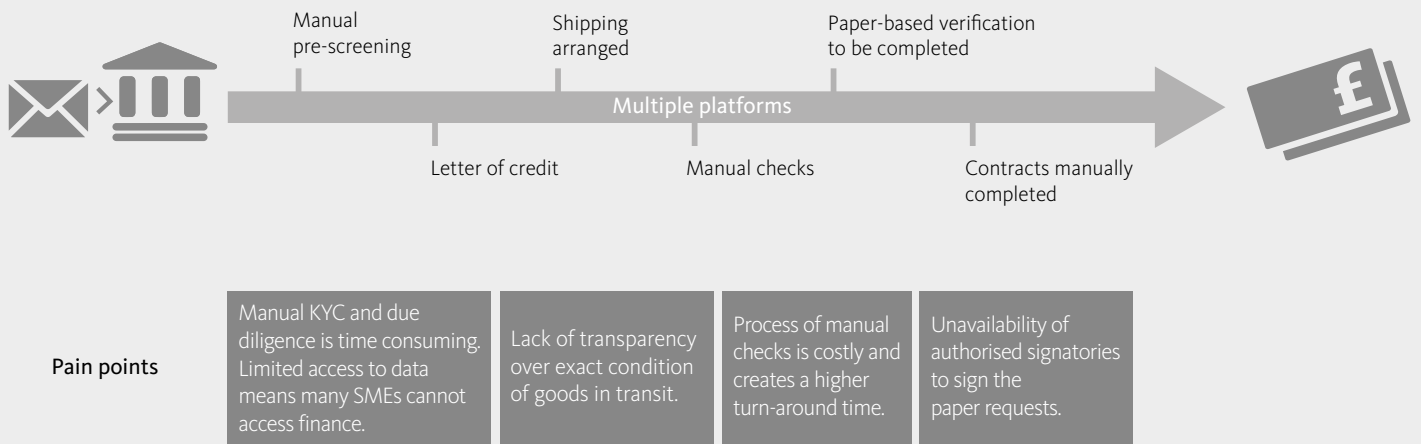 Manual
pre-screening
Shipping
arranged
Paper-based verification
to be completed
£
Multiple platforms
Letter of credit
Manual checks
Contracts manually
completed
Pain points
Manual KYC and due
diligence is time consuming.
Limited access to data
means many SMEs cannot
access finance.
Lack of transparency
over exact condition
of goods in transit.
Process of manual
checks is costly and
creates a higher
turn-around time.
Unavailability of
authorised signatories
to sign the
paper requests.